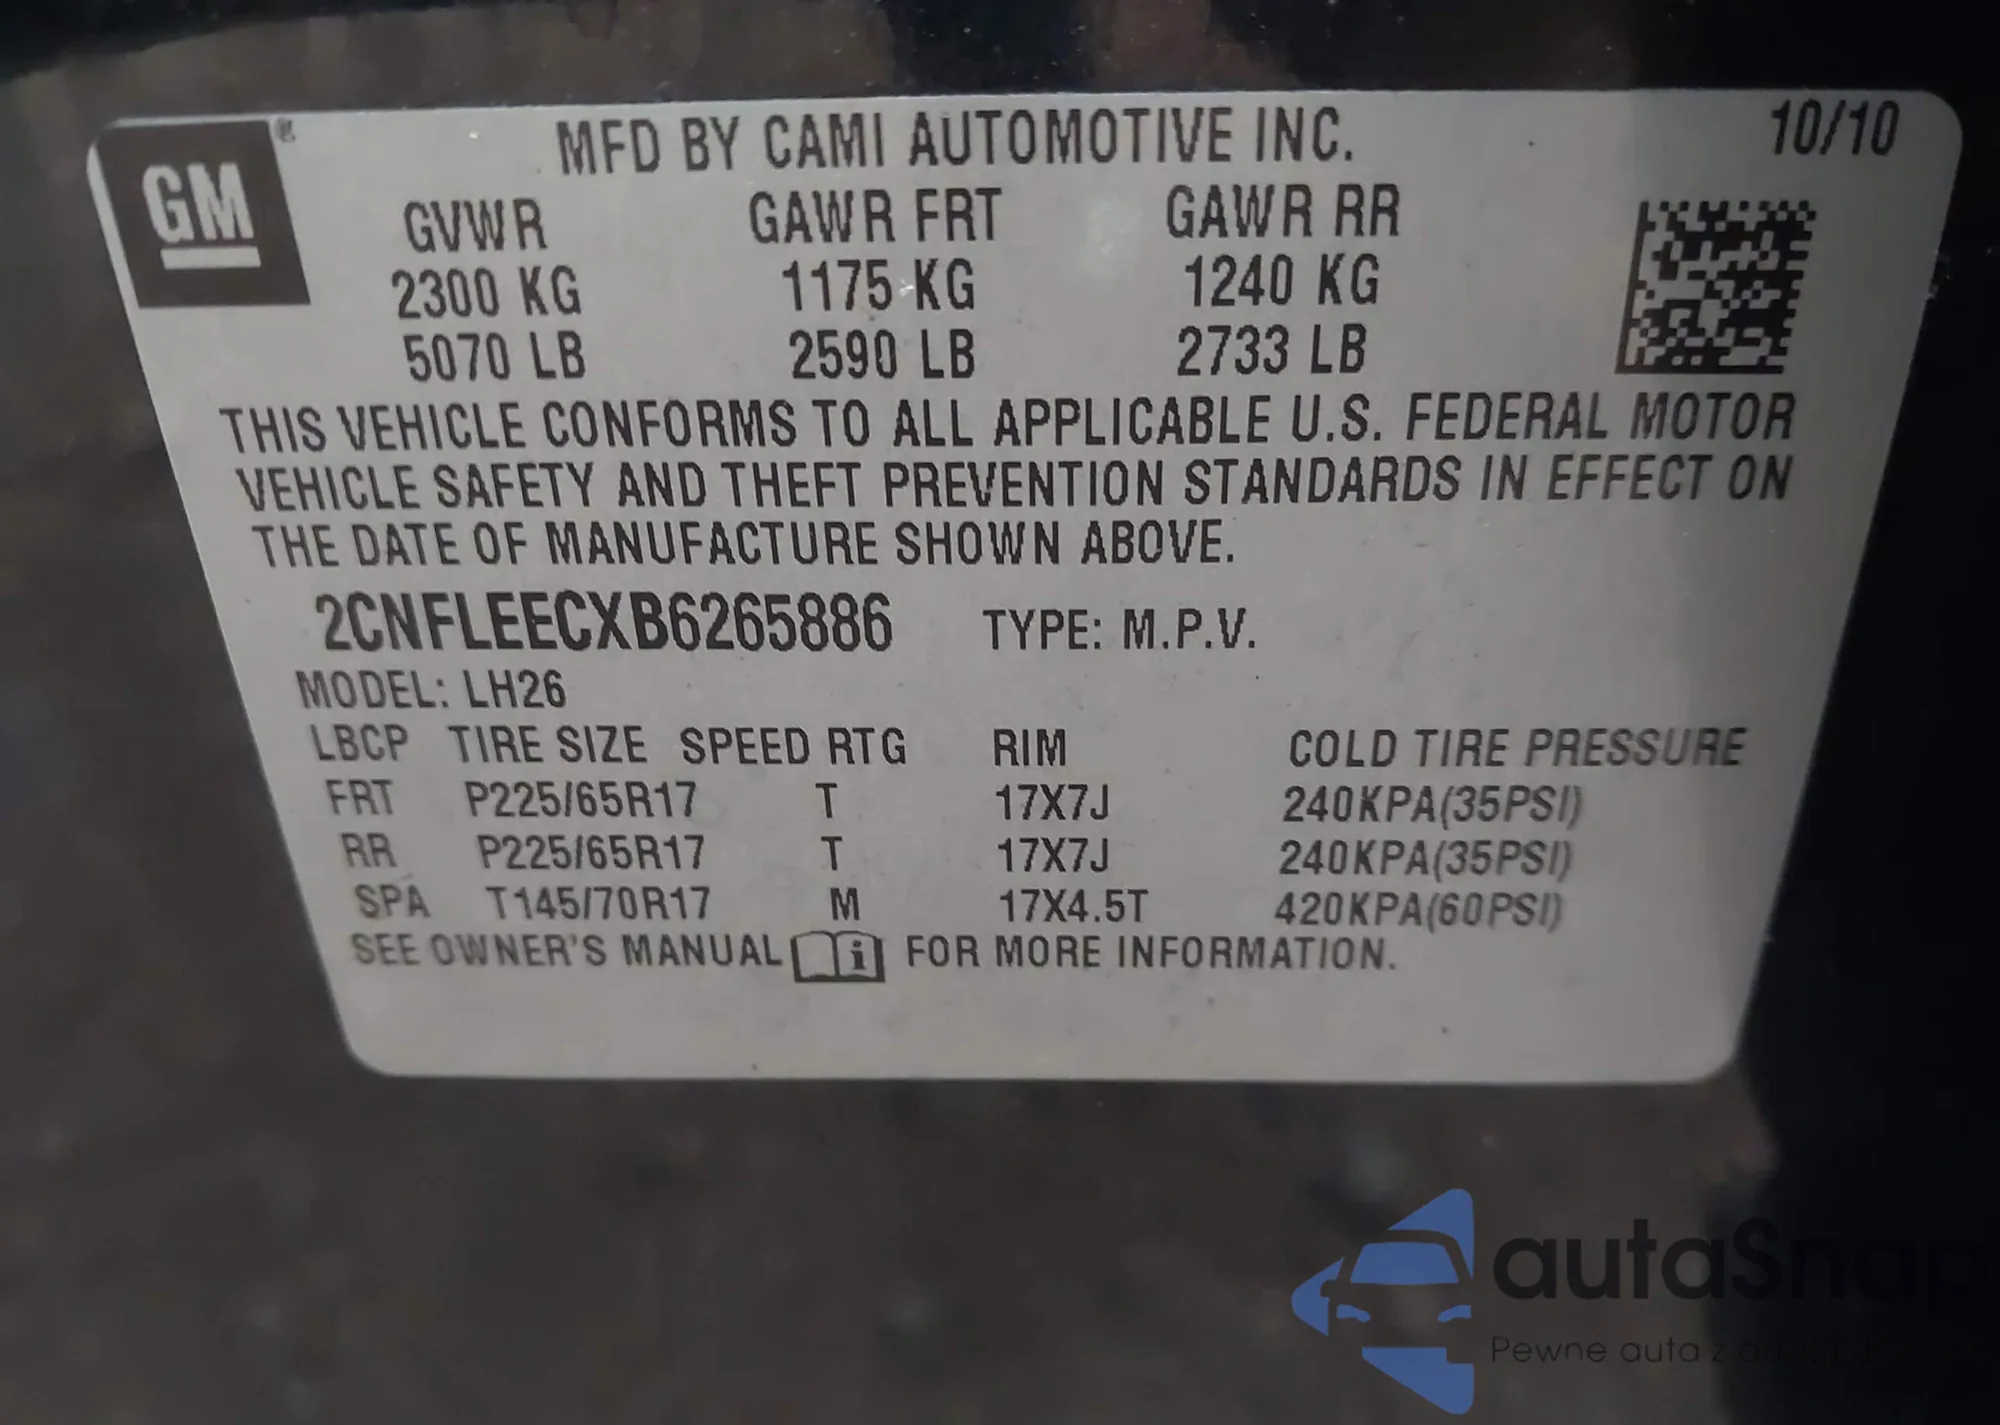 GM ® MFD BY CAMI AUTOMOTIVE INC. 10/10
GVWR GAWR FRT GAWR RR
2300 KG 1175 KG 1240 KG
5070 LB 2590 LB 2733 LB
THIS VEHICLE CONFORMS TO ALL APPLICABLE U.S. FEDERAL MOTOR
VEHICLE SAFETY AND THEFT PREVENTION STANDARDS IN EFFECT ON
THE DATE OF MANUFACTURE SHOWN ABOVE.
2CNFLEECXB6265886 TYPE: M.P.V.
MODEL: LH26
LBCP TIRE SIZE SPEED RTG RIM COLD TIRE PRESSURE
FRT P225/65R17 T 17X7J 240KPA(35PSI)
RR P225/65R17 T 17X7J 240KPA(35PSI)
SPA T145/70R17 M 17X4.5T 420KPA(60PSI)
SEE OWNER'S MANUAL i FOR MORE INFORMATION.
autaSnap
Pewne auta z